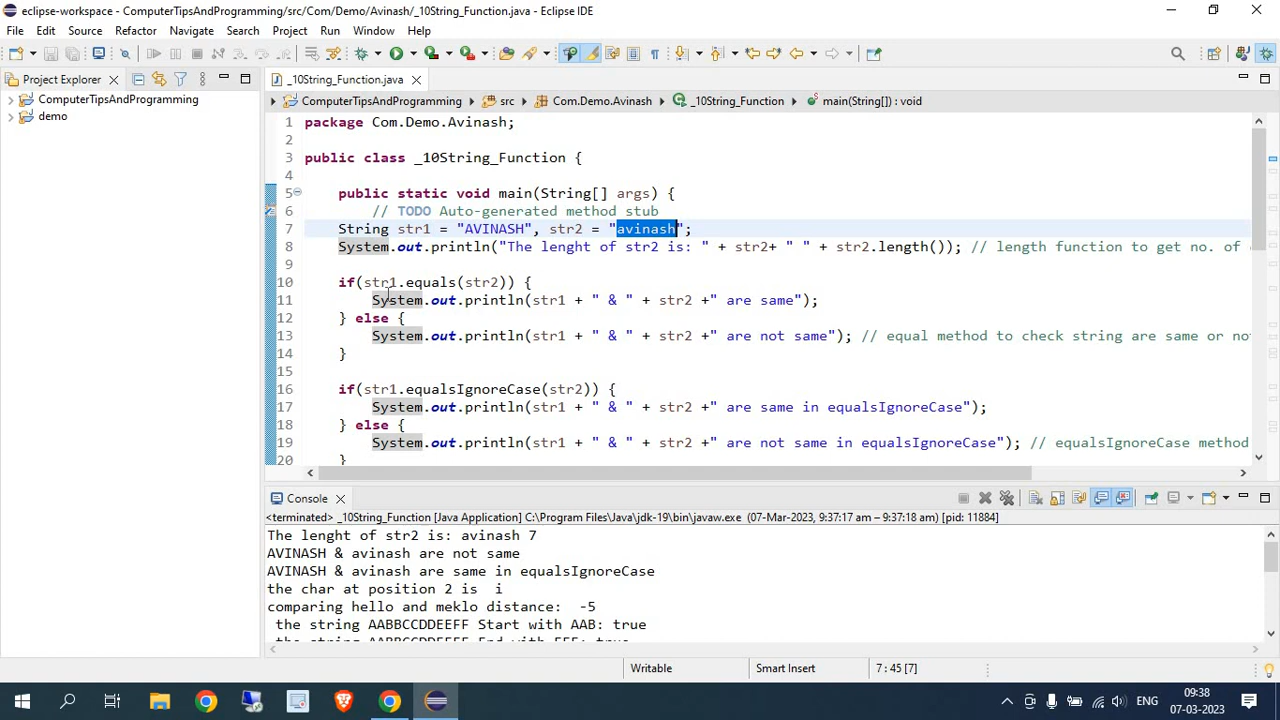 eclipse-workspace - ComputerTipsAndProgramming/src/Com/Demo/Avinash/_10String_Function.java - Eclipse IDE
File Edit Source Refactor Navigate Search Project Run Window Help
Project Explorer
_10String_Function.java
ComputerTipsAndProgramming
demo
ComputerTipsAndProgramming src Com.Demo.Avinash _10String_Function main(String[]) : void
1 package Com.Demo.Avinash;
2
3 public class _10String_Function {
4
5 public static void main(String[] args) {
6 // TODO Auto-generated method stub
7 String str1 = "AVINASH", str2 = "avinash";
8 System.out.println("The lenght of str2 is: " + str2+ " " + str2.length()); // length function to get no. of
9
10 if(str1.equals(str2)) {
11 System.out.println(str1 + " & " + str2 +" are same");
12 } else {
13 System.out.println(str1 + " & " + str2 +" are not same"); // equal method to check string are same or no
14 }
15
16 if(str1.equalsIgnoreCase(str2)) {
17 System.out.println(str1 + " & " + str2 +" are same in equalsIgnoreCase");
18 } else {
19 System.out.println(str1 + " & " + str2 +" are not same in equalsIgnoreCase"); // equalsIgnoreCase method
20 }
Console
<terminated> _10String_Function [Java Application] C:\Program Files\Java\jdk-19\bin\javaw.exe (07-Mar-2023, 9:37:17 am – 9:37:18 am) [pid: 11884]
The lenght of str2 is: avinash 7
AVINASH & avinash are not same
AVINASH & avinash are same in equalsIgnoreCase
the char at position 2 is  i
comparing hello and meklo distance:  -5
the string AABBCCDDEEFF Start with AAB: true
the string AABBCCDDEEFF End with EFF: true
Writable Smart Insert 7 : 45 [7]
ENG
09:38
07-03-2023